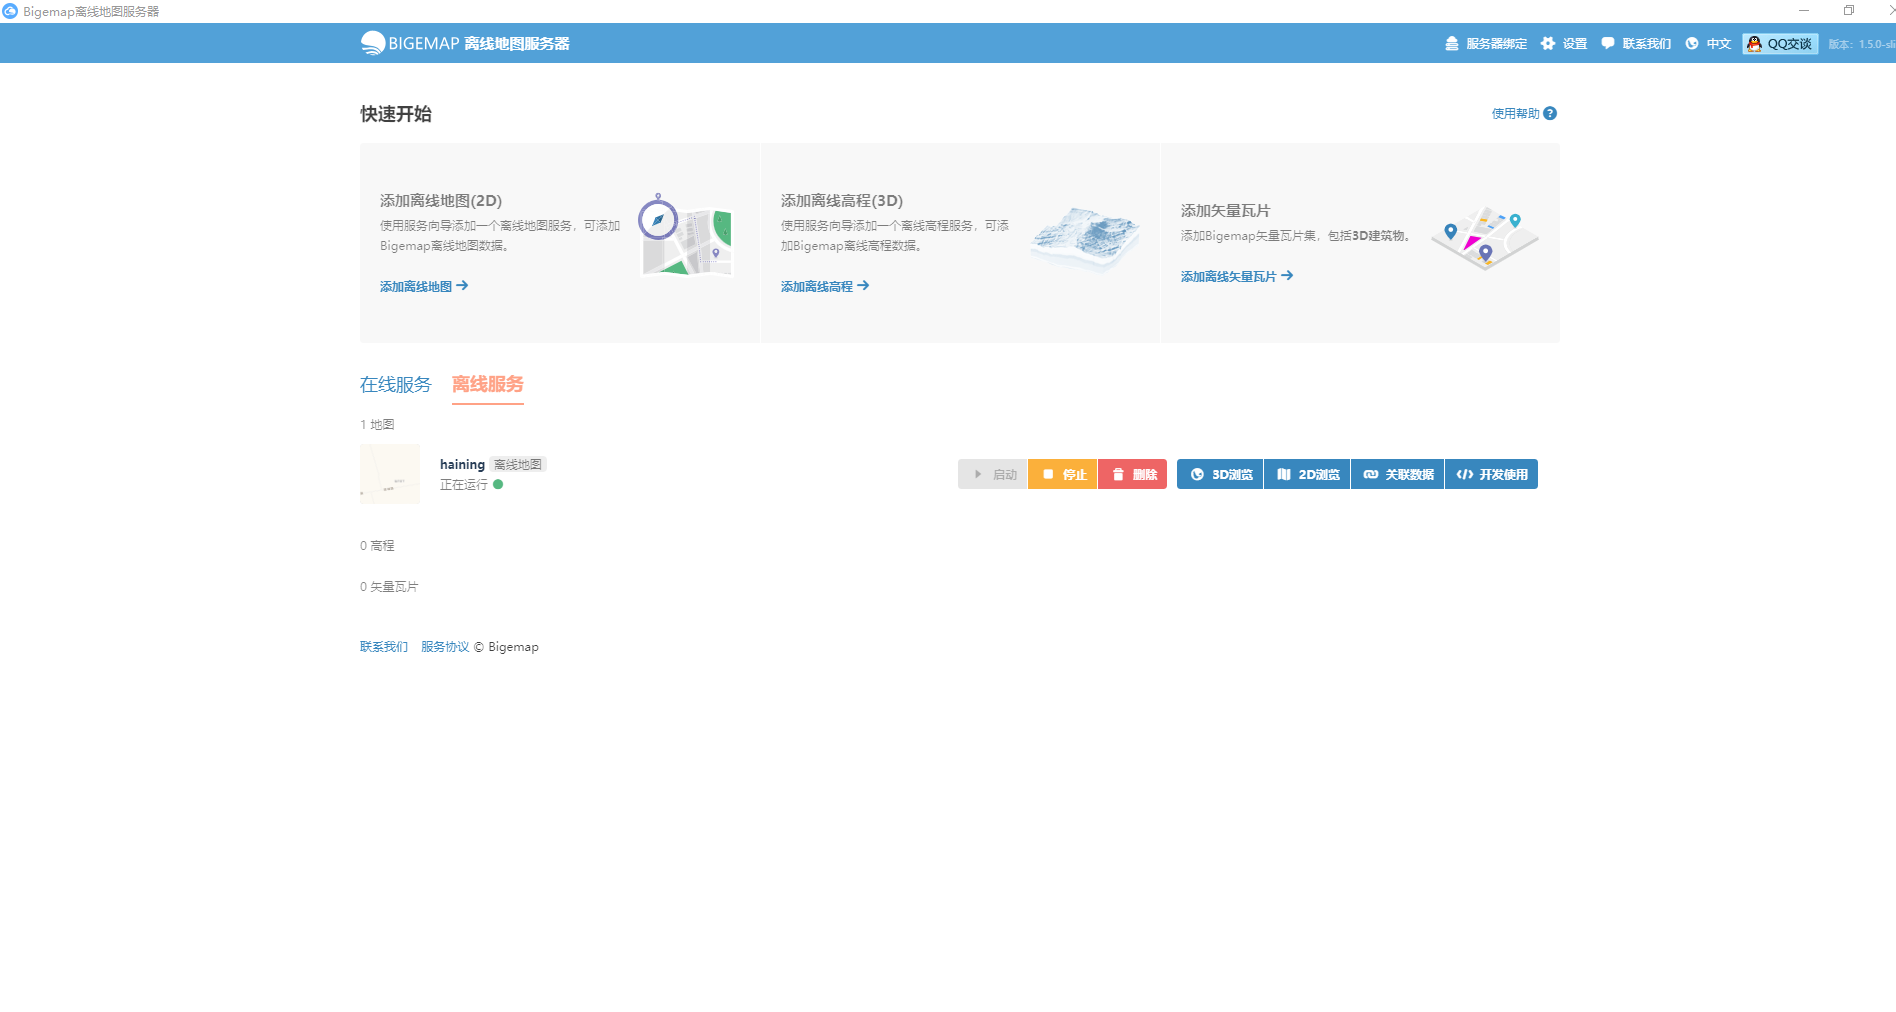 Bigemap离线地图服务器
BIGEMAP 离线地图服务器
服务器绑定 设置 联系我们 中文 QQ交谈 版本：1.5.0-sli
快速开始
使用帮助 ?
添加离线地图(2D)
使用服务向导添加一个离线地图服务，可添加
Bigemap离线地图数据。
添加离线地图 →
添加离线高程(3D)
使用服务向导添加一个离线高程服务，可添
加Bigemap离线高程数据。
添加离线高程 →
添加矢量瓦片
添加Bigemap矢量瓦片集，包括3D建筑物。
添加离线矢量瓦片 →
在线服务 离线服务
1 地图
haining 离线地图
正在运行
启动 停止 删除 3D浏览 2D浏览 关联数据 开发使用
0 高程
0 矢量瓦片
联系我们 服务协议 © Bigemap